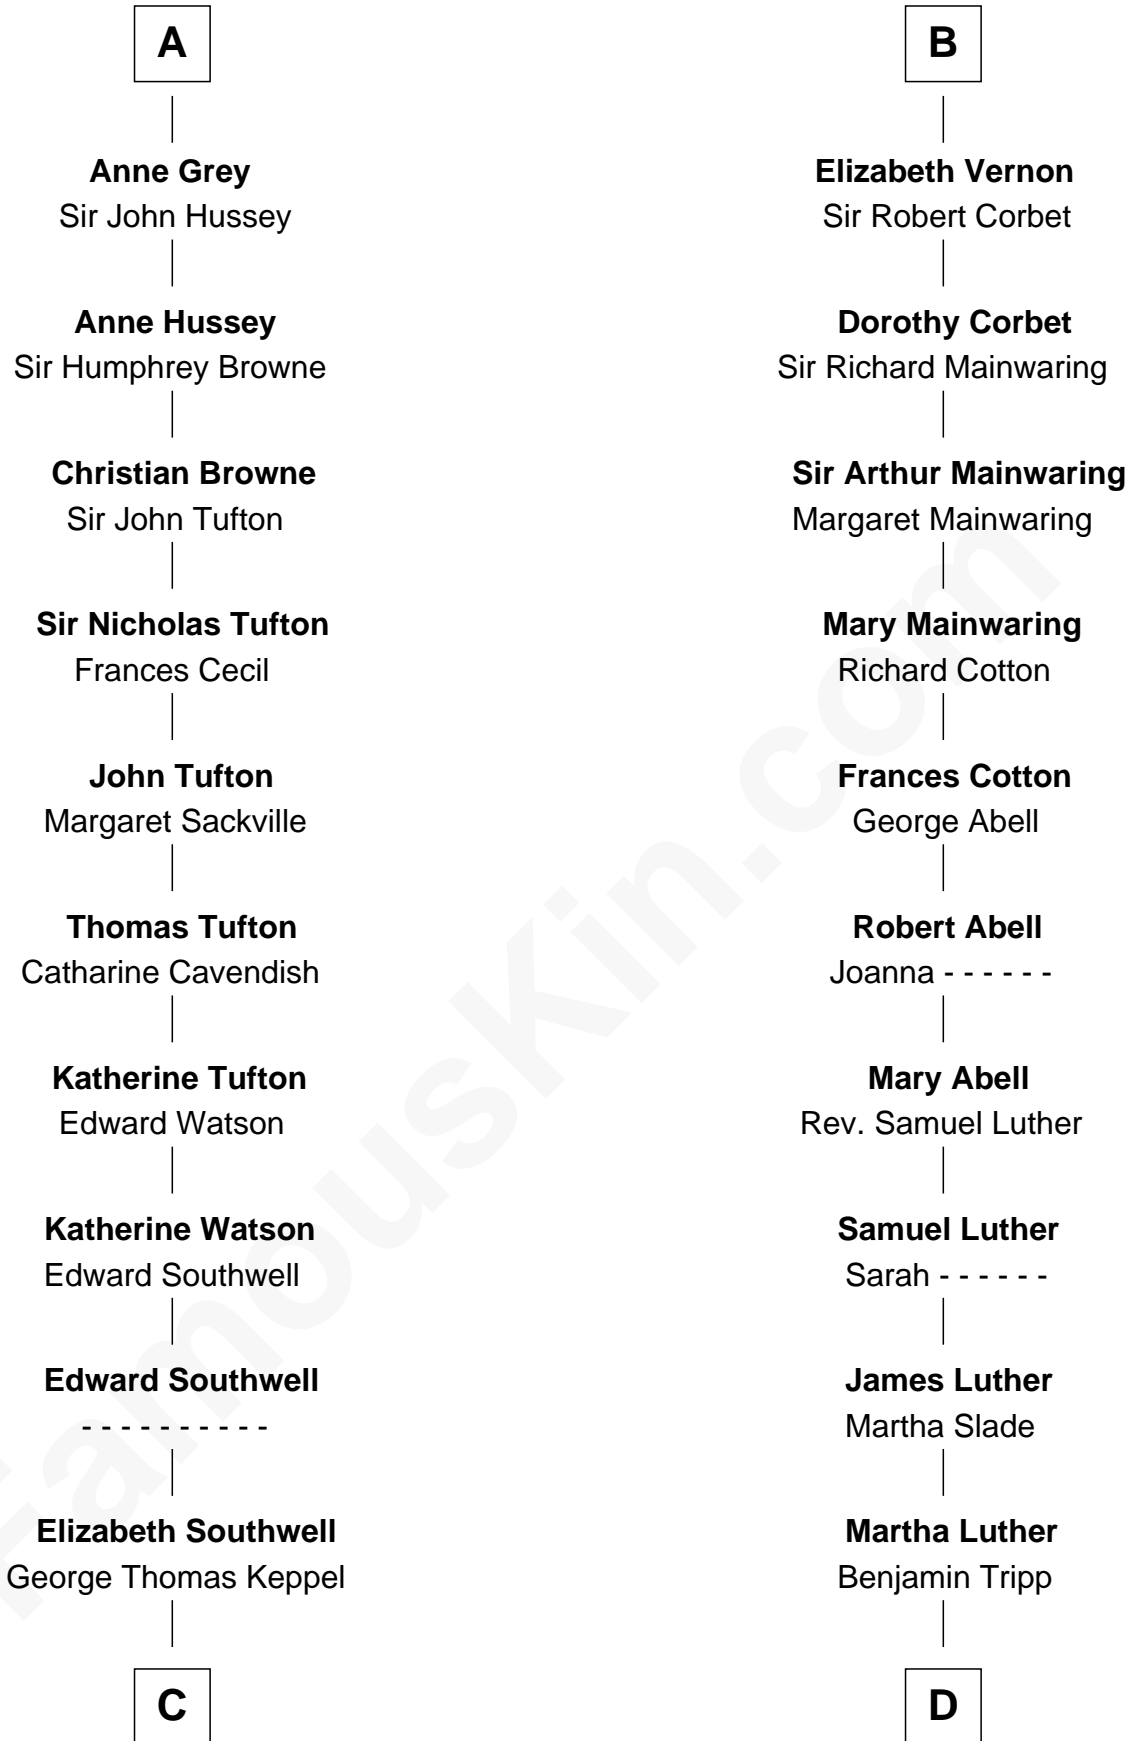 A
Anne Grey
Sir John Hussey
Anne Hussey
Sir Humphrey Browne
Christian Browne
Sir John Tufton
Sir Nicholas Tufton
Frances Cecil
John Tufton
Margaret Sackville
Thomas Tufton
Catharine Cavendish
Katherine Tufton
Edward Watson
Katherine Watson
Edward Southwell
Edward Southwell
- - - - - - - - - -
Elizabeth Southwell
George Thomas Keppel
C
B
Elizabeth Vernon
Sir Robert Corbet
Dorothy Corbet
Sir Richard Mainwaring
Sir Arthur Mainwaring
Margaret Mainwaring
Mary Mainwaring
Richard Cotton
Frances Cotton
George Abell
Robert Abell
Joanna - - - - - -
Mary Abell
Rev. Samuel Luther
Samuel Luther
Sarah - - - - - -
James Luther
Martha Slade
Martha Luther
Benjamin Tripp
D
FamousKin.com